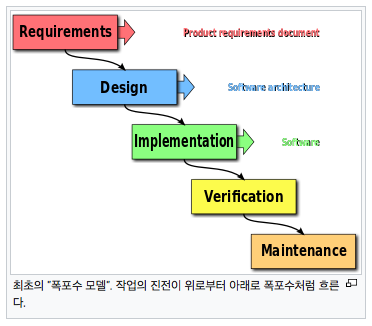 Requirements Product requirements document
Design Software architecture
Implementation Software
Verification
Maintenance
최초의 "폭포수 모델". 작업의 진전이 위로부터 아래로 폭포수처럼 흐른
다.